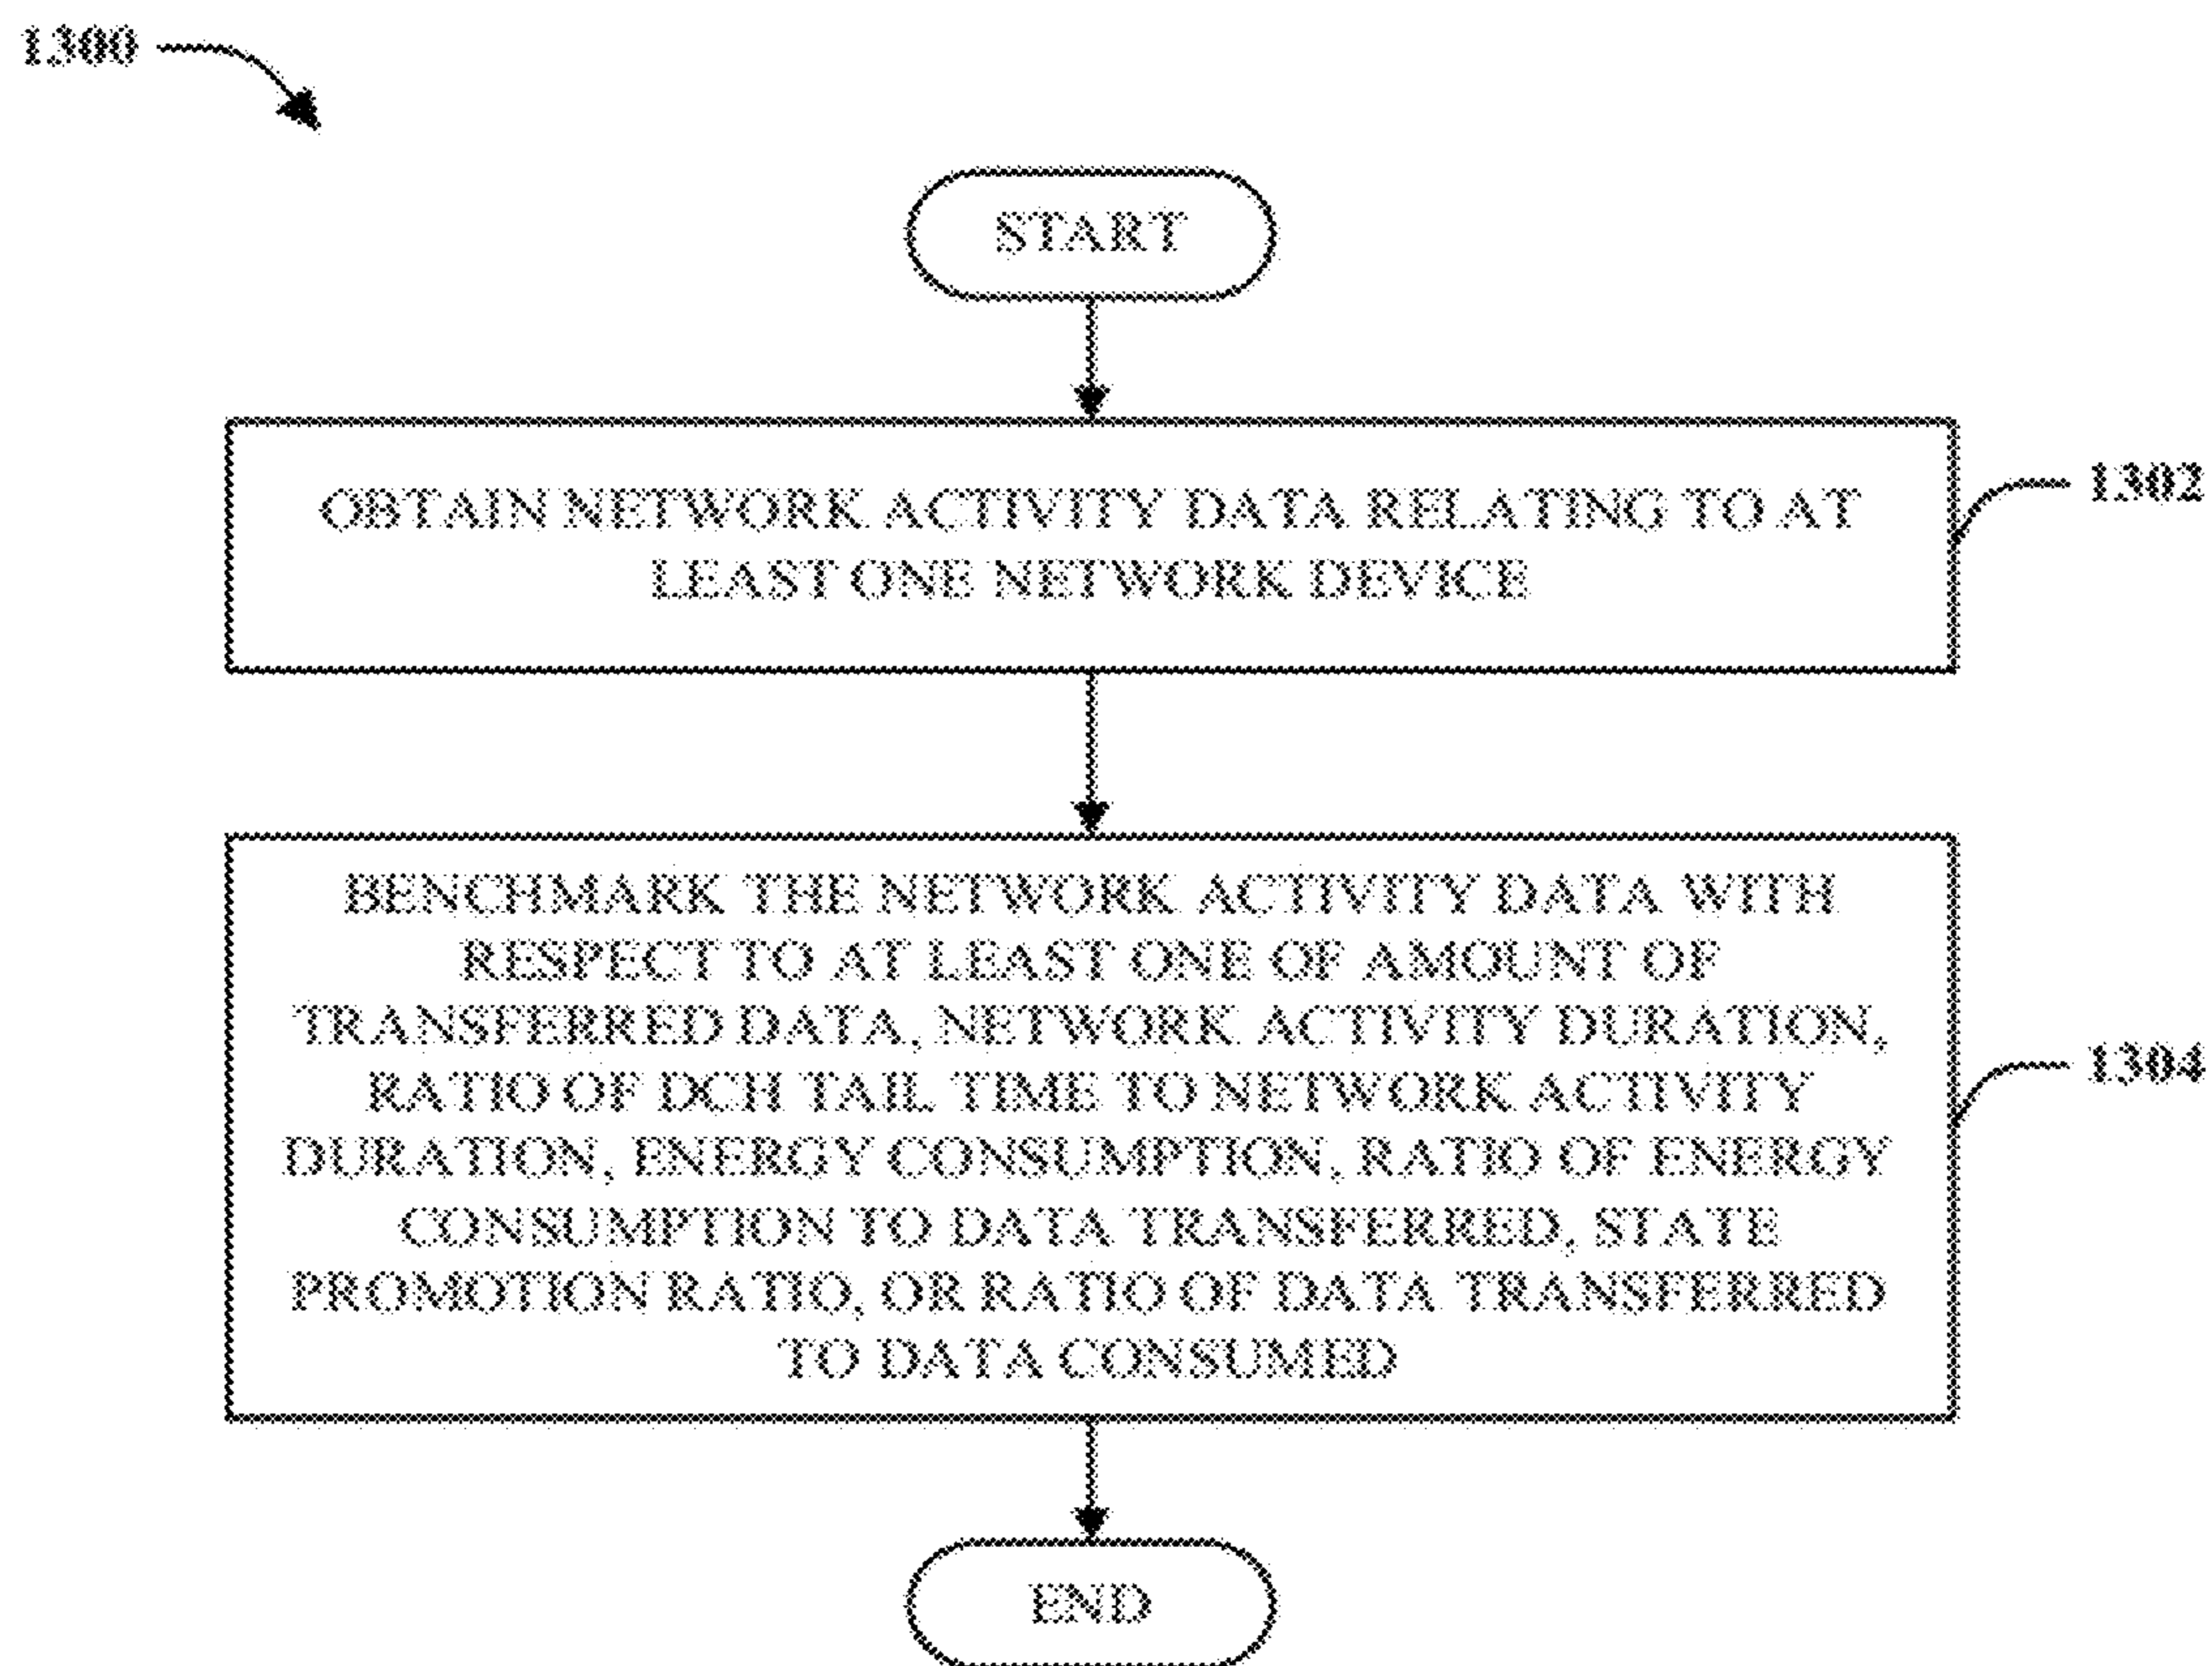 1300
START
OBTAIN NETWORK ACTIVITY DATA RELATING TO AT
LEAST ONE NETWORK DEVICE
1302
BENCHMARK THE NETWORK ACTIVITY DATA WITH
RESPECT TO AT LEAST ONE OF AMOUNT OF
TRANSFERRED DATA, NETWORK ACTIVITY DURATION,
RATIO OF DCH TAIL TIME TO NETWORK ACTIVITY
DURATION, ENERGY CONSUMPTION, RATIO OF ENERGY
CONSUMPTION TO DATA TRANSFERRED, STATE
PROMOTION RATIO, OR RATIO OF DATA TRANSFERRED
TO DATA CONSUMED
1304
END